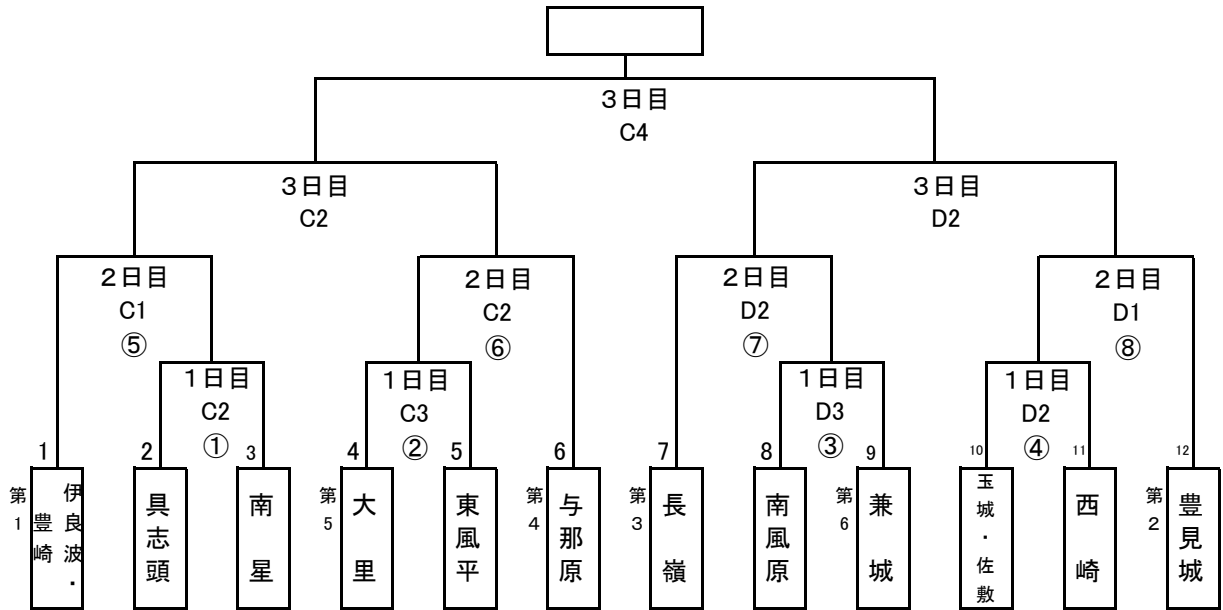 ３日目
C4
３日目
C2
３日目
D2
２日目
C1
⑤
２日目
C2
⑥
２日目
D2
⑦
２日目
D1
⑧
１日目
C2
①
１日目
C3
②
１日目
D3
③
１日目
D2
④
1
2
3
4
5
6
7
8
9
10
11
12
第1
伊良波・
豊崎
具志頭
南星
第5
大里
東風平
第4
与那原
第3
長嶺
南風原
第6
兼城
玉城・佐敷
西崎
第2
豊見城